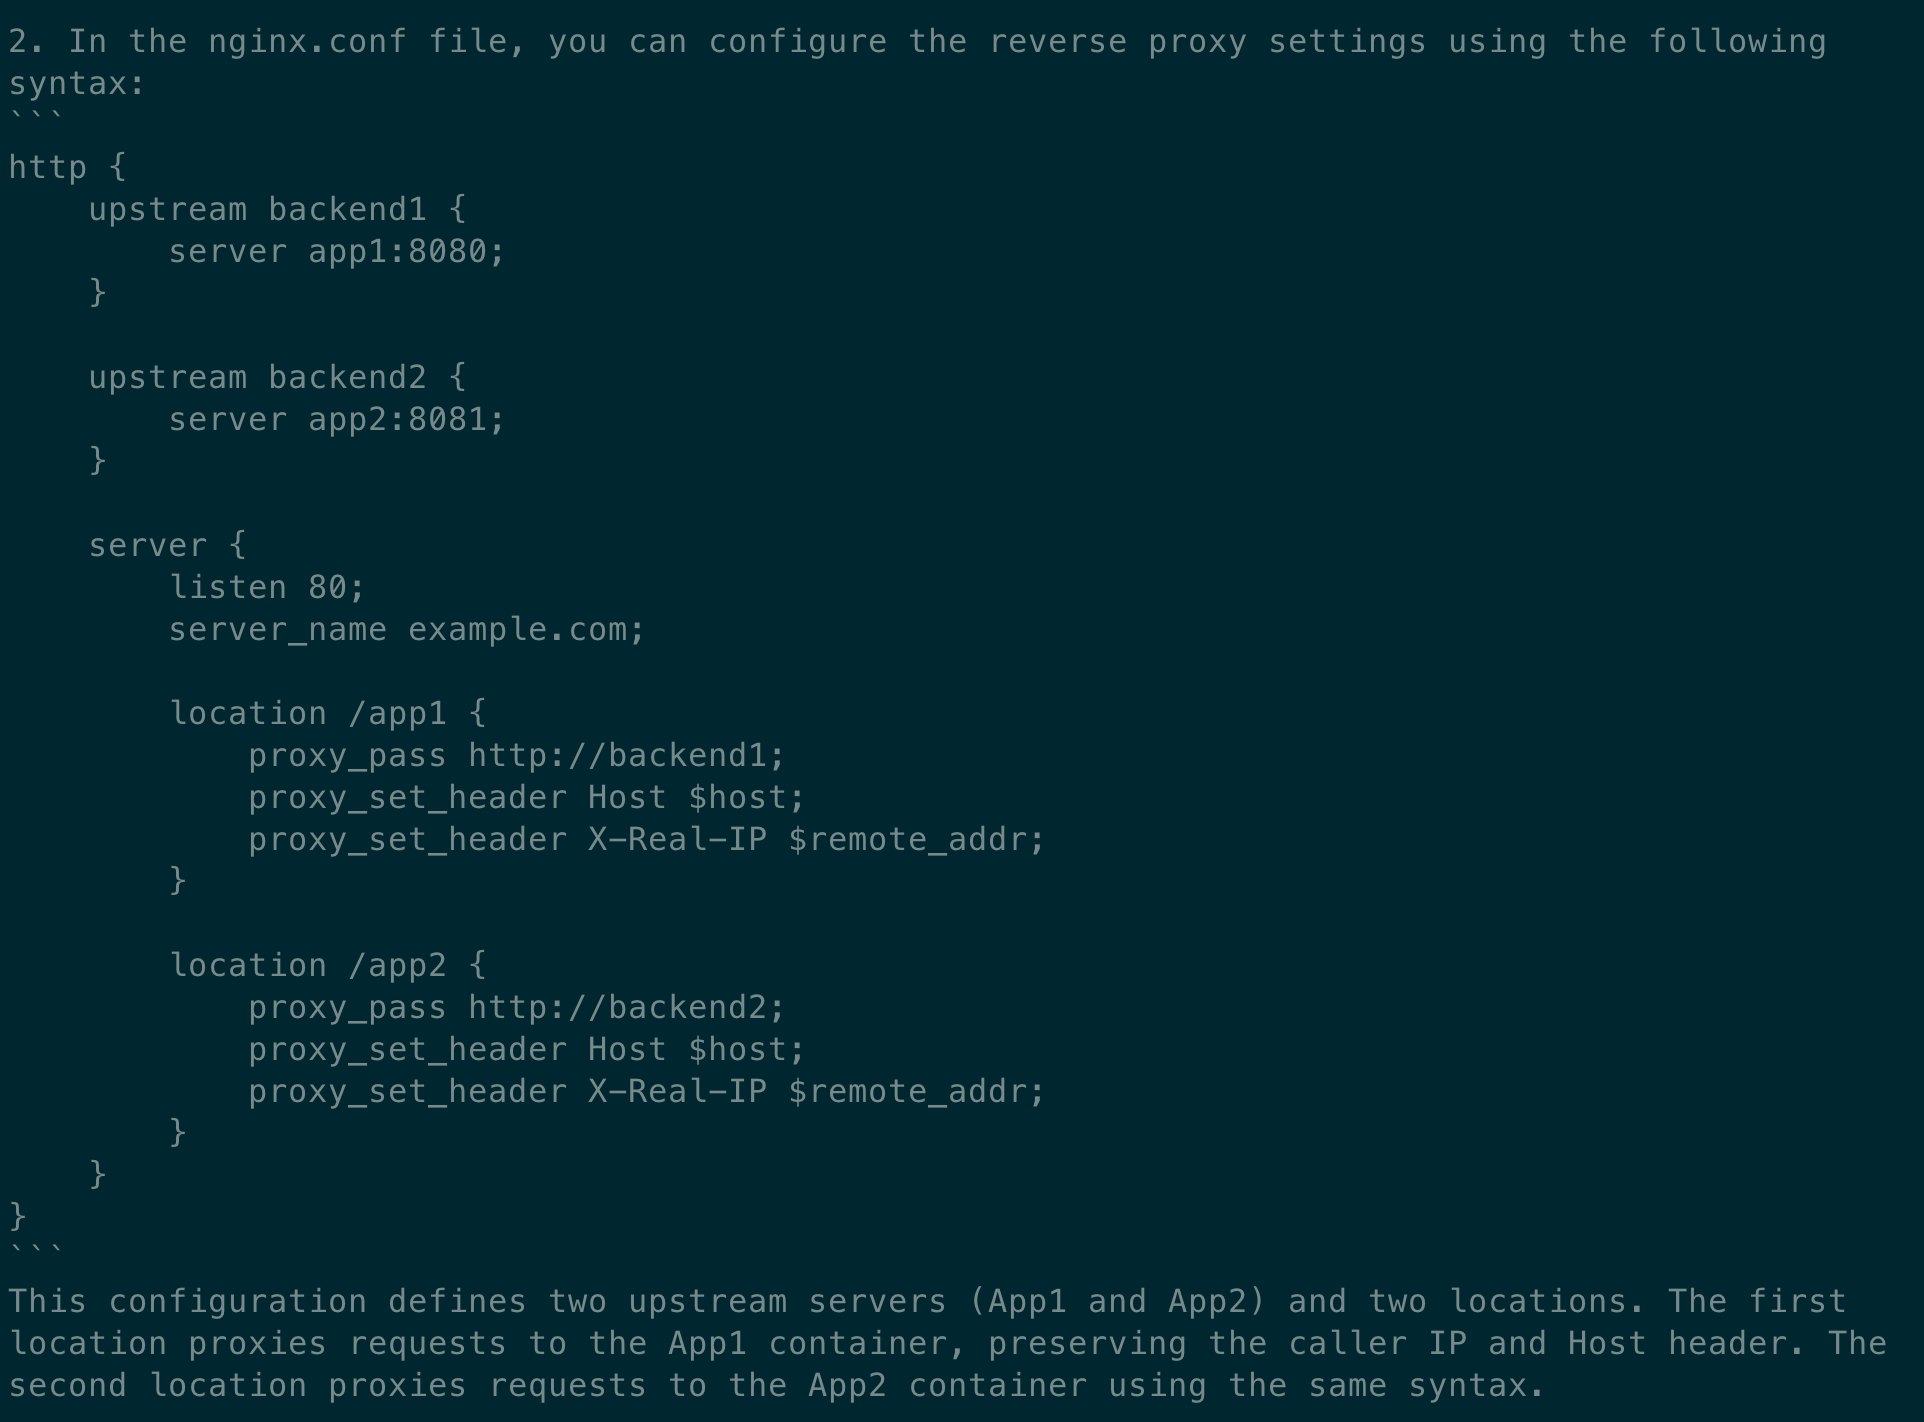 2. In the nginx.conf file, you can configure the reverse proxy settings using the following
syntax:
```
http {
    upstream backend1 {
        server app1:8080;
    }

    upstream backend2 {
        server app2:8081;
    }

    server {
        listen 80;
        server_name example.com;

        location /app1 {
            proxy_pass http://backend1;
            proxy_set_header Host $host;
            proxy_set_header X-Real-IP $remote_addr;
        }

        location /app2 {
            proxy_pass http://backend2;
            proxy_set_header Host $host;
            proxy_set_header X-Real-IP $remote_addr;
        }
    }
}
```
This configuration defines two upstream servers (App1 and App2) and two locations. The first
location proxies requests to the App1 container, preserving the caller IP and Host header. The
second location proxies requests to the App2 container using the same syntax.